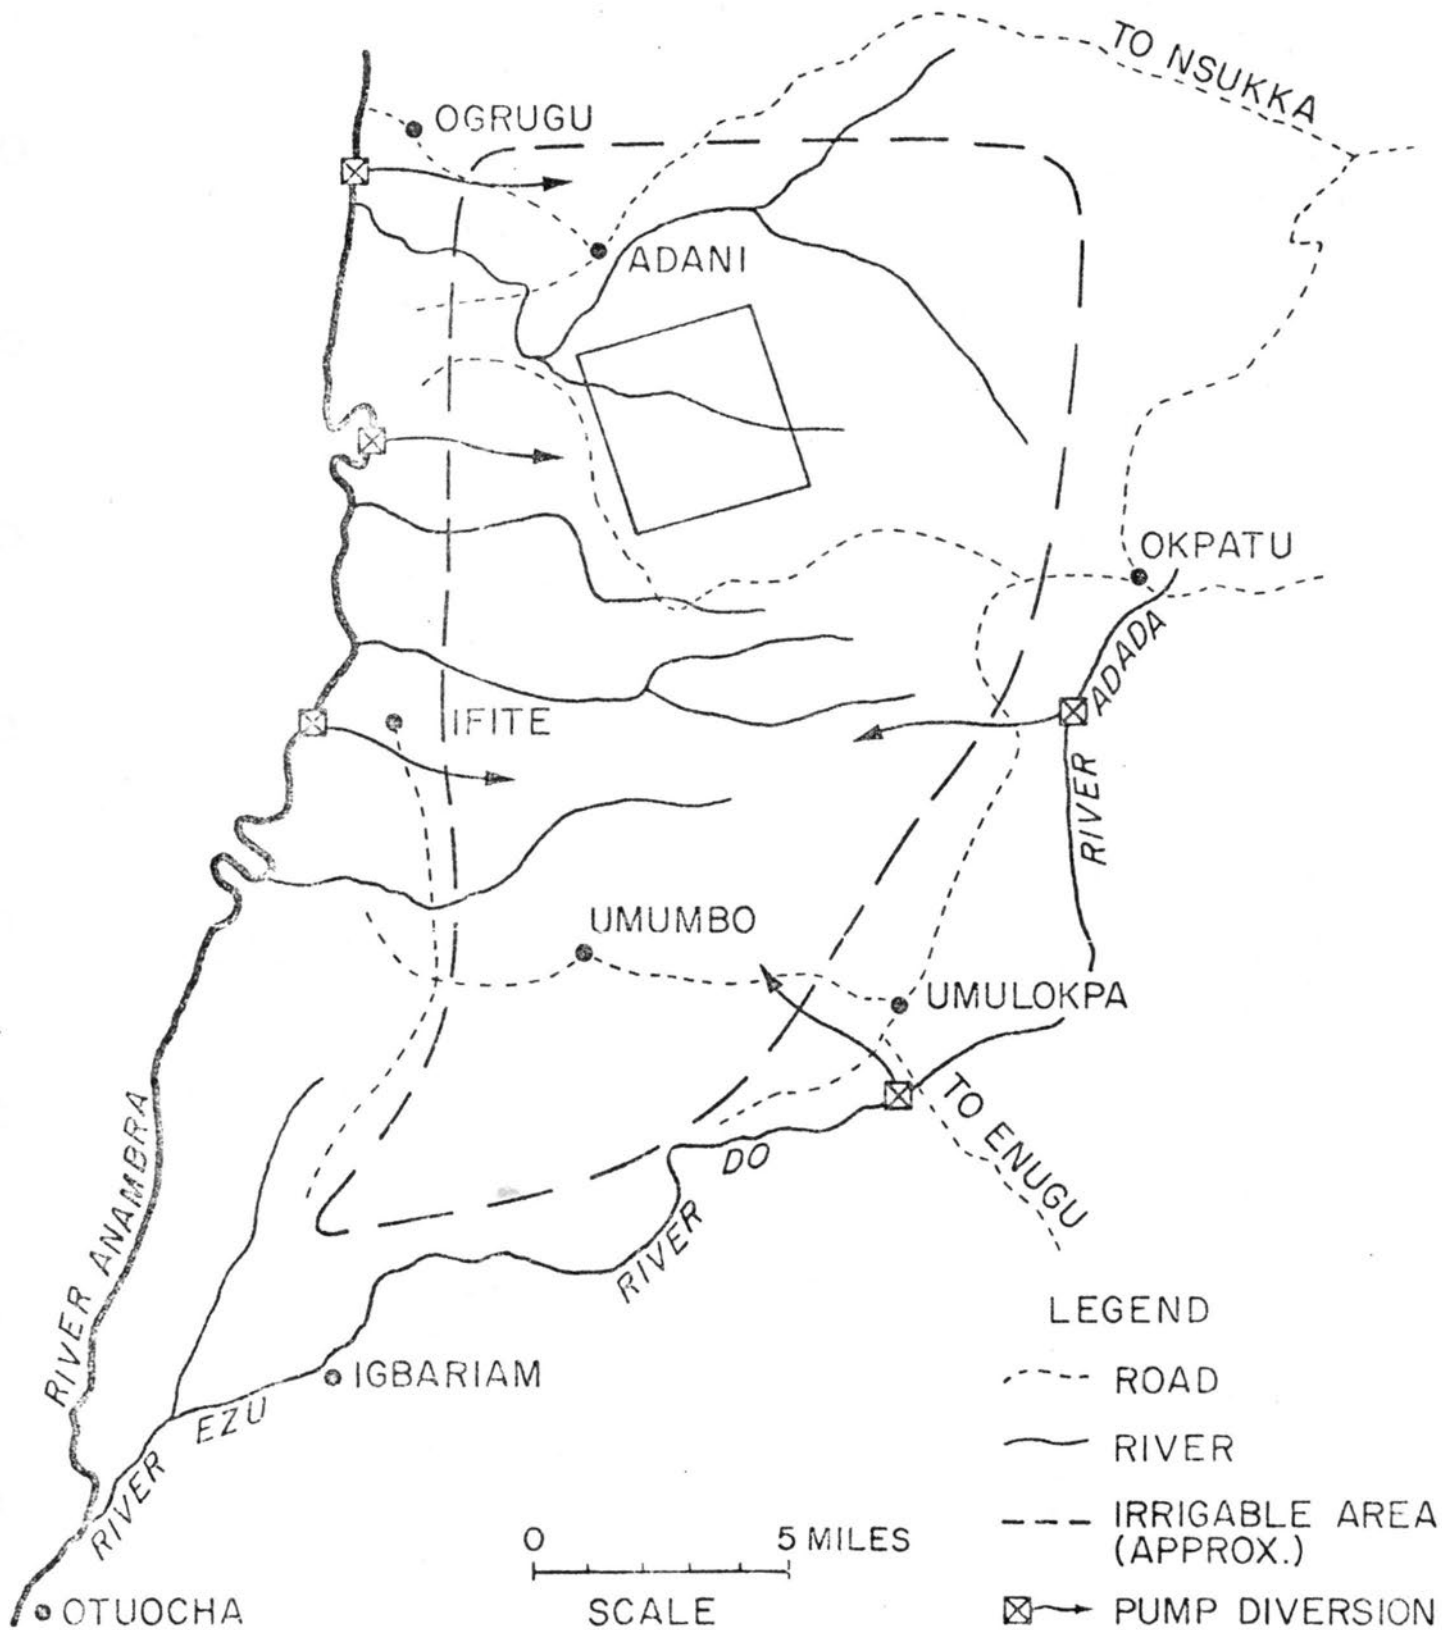 TO NSUKKA
OGRUGU
ADANI
OKPATU
RIVER ADADA
IFITE
UMUMBO
UMULOKPA
TO ENUGU
RIVER DO
RIVER ANAMBRA
IGBARIAM
RIVER EZU
OTUOCHA
0 5 MILES
SCALE
LEGEND
ROAD
RIVER
IRRIGABLE AREA
(APPROX.)
PUMP DIVERSION